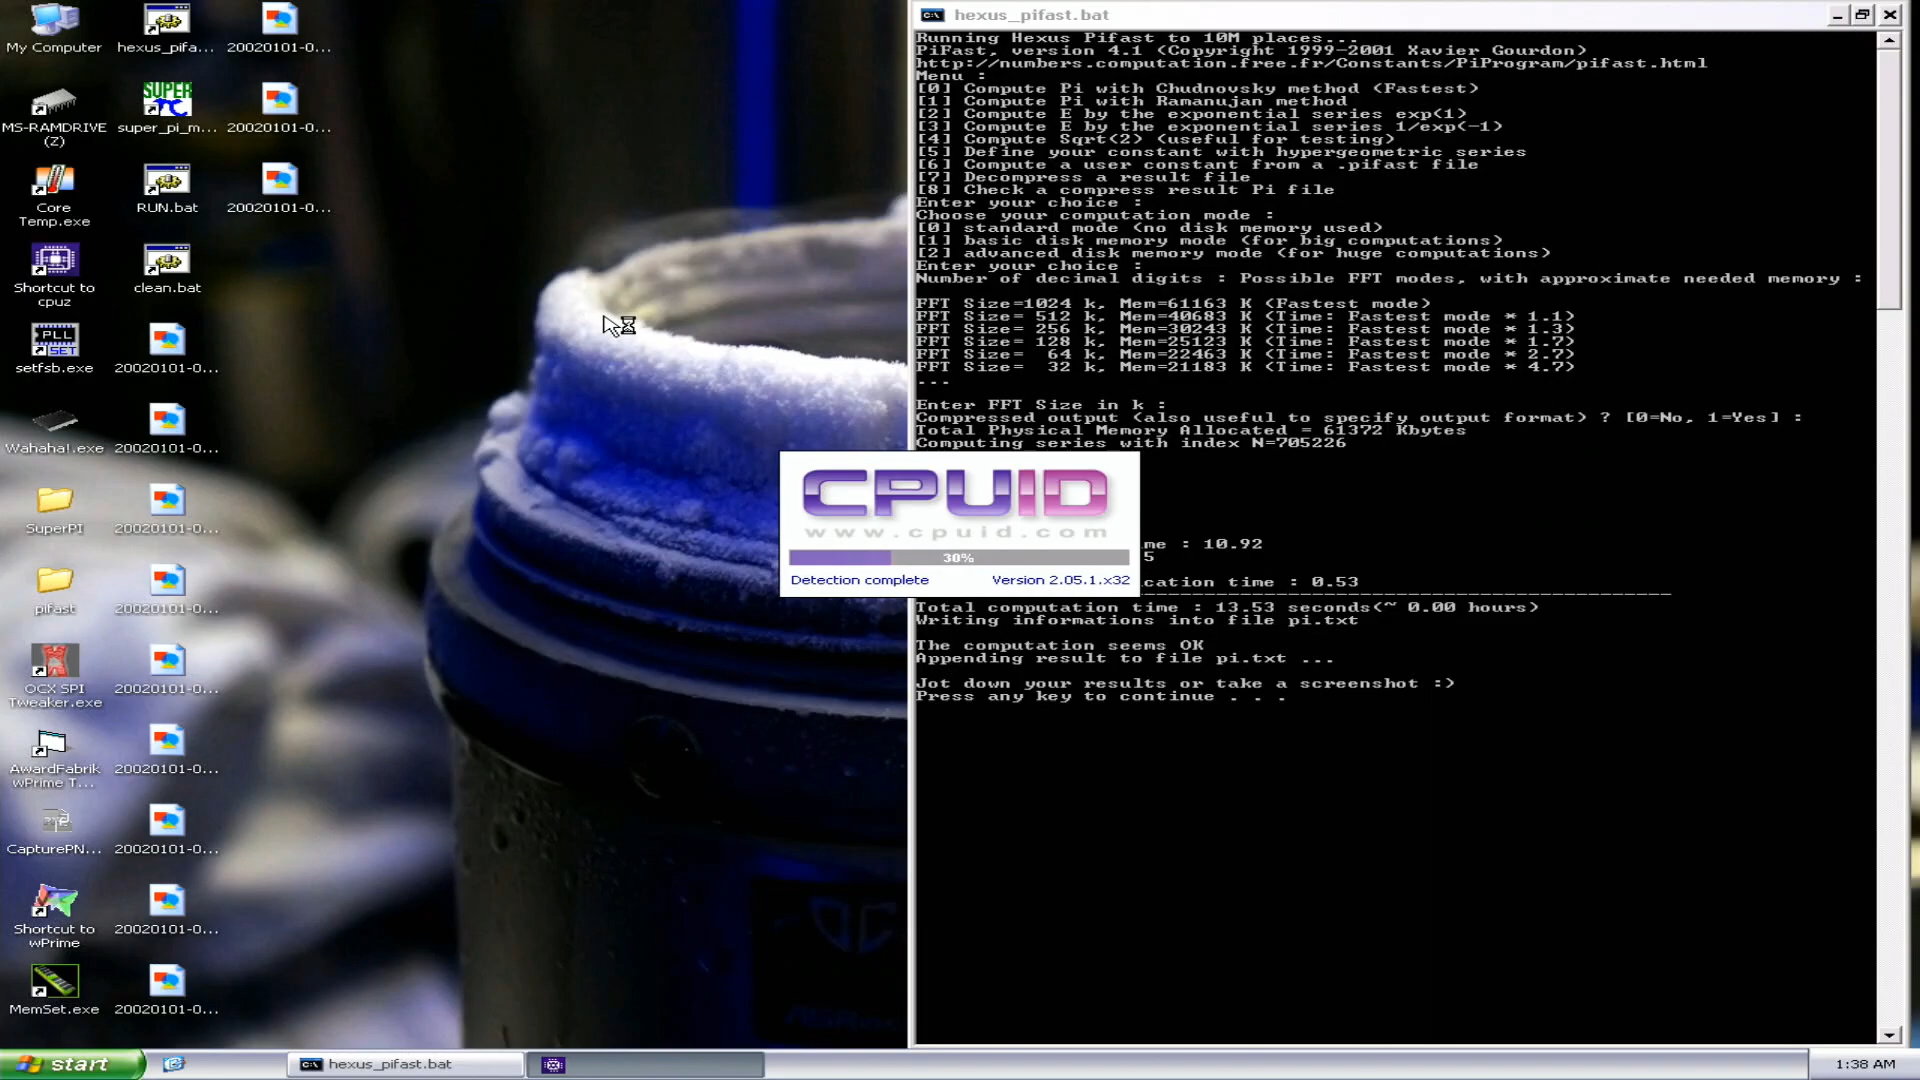 My Computer
hexus_pifa...
20020101-0...
MS-RAMDRIVE
(Z)
super_pi_m...
20020101-0...
Core
Temp.exe
RUN.bat
20020101-0...
Shortcut to
cpuz
clean.bat
PLL
SET
setfsb.exe
20020101-0...
Wahaha!.exe
20020101-0...
SuperPI
20020101-0...
pifast
20020101-0...
OCX SPI
Tweaker.exe
20020101-0...
AwardFabrik
wPrime T...
20020101-0...
CapturePN...
20020101-0...
Shortcut to
wPrime
20020101-0...
MemSet.exe
20020101-0...
SUPER
hexus_pifast.bat
Running Hexus Pifast to 10M places...
PiFast, version 4.1 (Copyright 1999-2001 Xavier Gourdon)
http://numbers.computation.free.fr/Constants/PiProgram/pifast.html
Menu :
[0] Compute Pi with Chudnovsky method (Fastest)
[1] Compute Pi with Ramanujan method
[2] Compute E by the exponential series exp(1)
[3] Compute E by the exponential series 1/exp(-1)
[4] Compute Sqrt(2) (useful for testing)
[5] Define your constant with hypergeometric series
[6] Compute a user constant from a .pifast file
[7] Decompress a result file
[8] Check a compress result Pi file
Enter your choice :
Choose your computation mode :
[0] standard mode (no disk memory used)
[1] basic disk memory mode (for big computations)
[2] advanced disk memory mode (for huge computations)
Enter your choice :
Number of decimal digits : Possible FFT modes, with approximate needed memory :
FFT Size=1024 k, Mem=61163 K (Fastest mode)
FFT Size= 512 k, Mem=40683 K (Time: Fastest mode * 1.1)
FFT Size= 256 k, Mem=30243 K (Time: Fastest mode * 1.3)
FFT Size= 128 k, Mem=25123 K (Time: Fastest mode * 1.7)
FFT Size=  64 k, Mem=22463 K (Time: Fastest mode * 2.7)
FFT Size=  32 k, Mem=21183 K (Time: Fastest mode * 4.7)
...
Enter FFT Size in k :
Compressed output (also useful to specify output format) ? [0=No, 1=Yes] :
Total Physical Memory Allocated = 61372 Kbytes
Computing series with index N=705226
me : 10.92
5
cation time : 0.53
Total computation time : 13.53 seconds(~ 0.00 hours)
Writing informations into file pi.txt
The computation seems OK
Appending result to file pi.txt ...
Jot down your results or take a screenshot :)
Press any key to continue . . .
CPUID
www.cpuid.com
30%
Detection complete
Version 2.05.1.x32
start
hexus_pifast.bat
1:38 AM